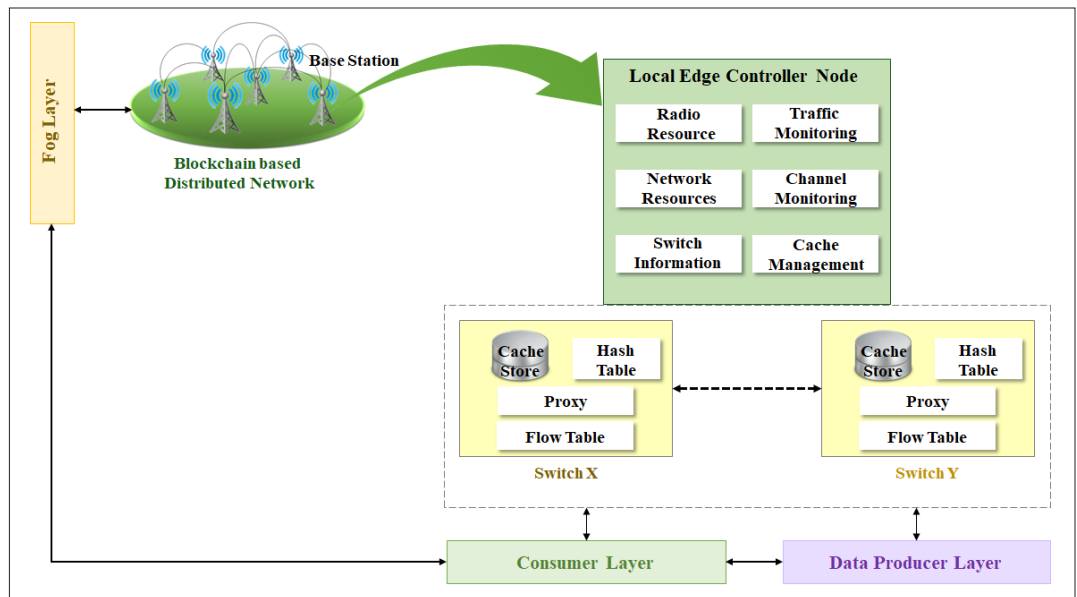 Fog Layer
Base Station
Blockchain based
Distributed Network
Local Edge Controller Node
Radio
Resource
Traffic
Monitoring
Network
Resources
Channel
Monitoring
Switch
Information
Cache
Management
Cache
Store
Hash
Table
Proxy
Flow Table
Switch X
Cache
Store
Hash
Table
Proxy
Flow Table
Switch Y
Consumer Layer
Data Producer Layer